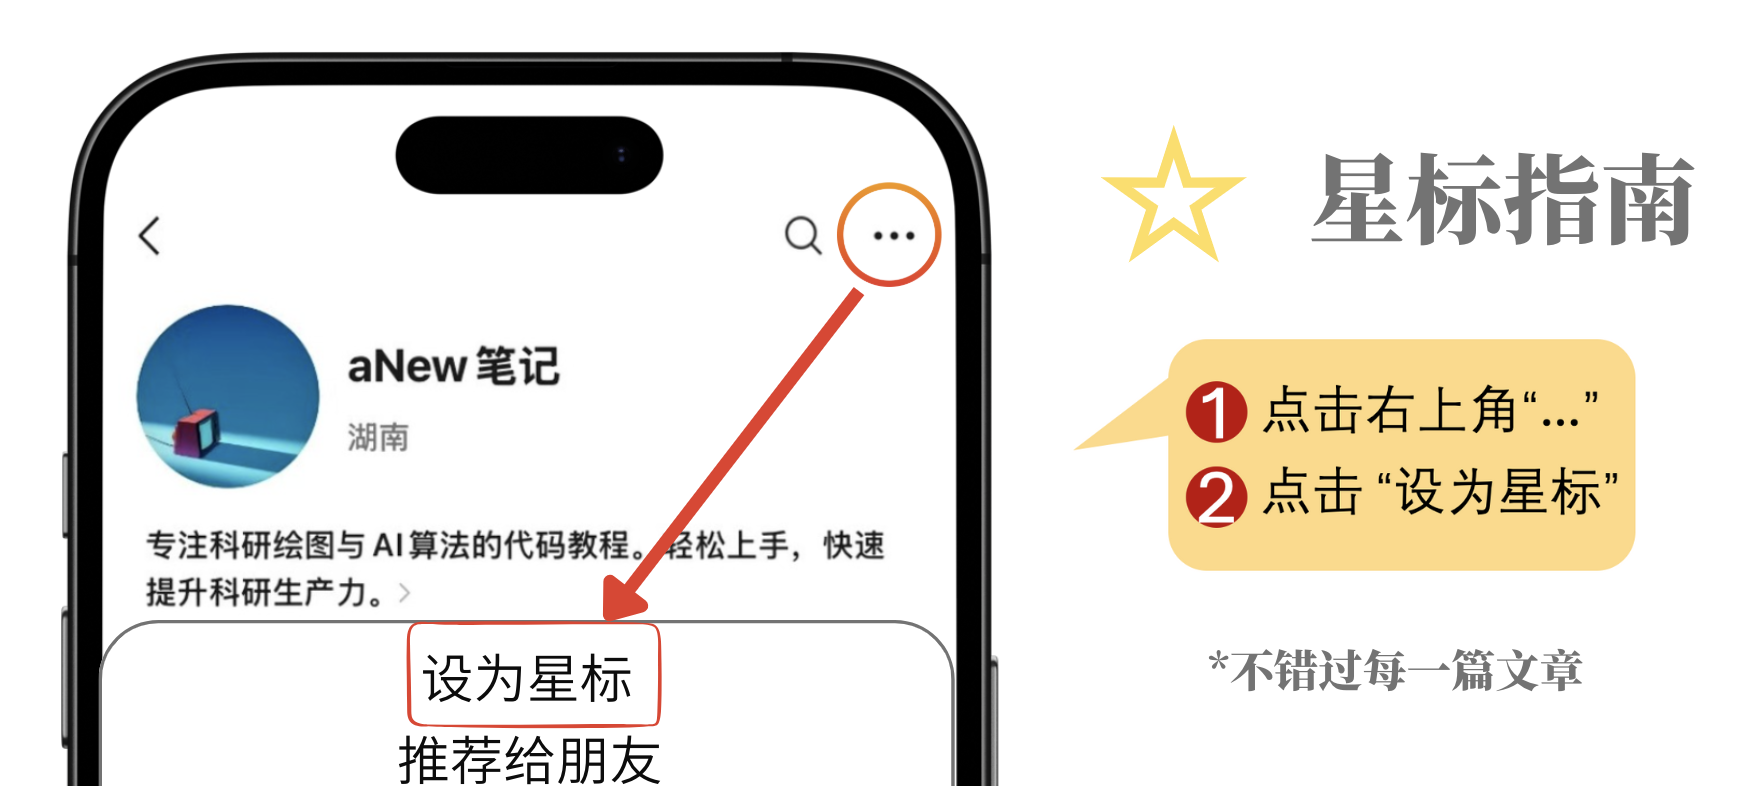 aNew 笔记
湖南
专注科研绘图与 AI 算法的代码教程。轻松上手，快速
提升科研生产力。
设为星标
推荐给朋友
星标指南
1 点击右上角“...”
2 点击 “设为星标”
*不错过每一篇文章